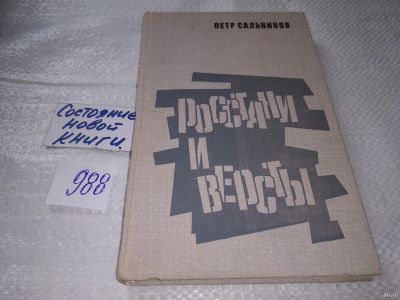 ПЕТР САЛЬНИКОВ
РОССТАНИ
И
ВЕРСТЫ
Состояние
новой
книги.
988